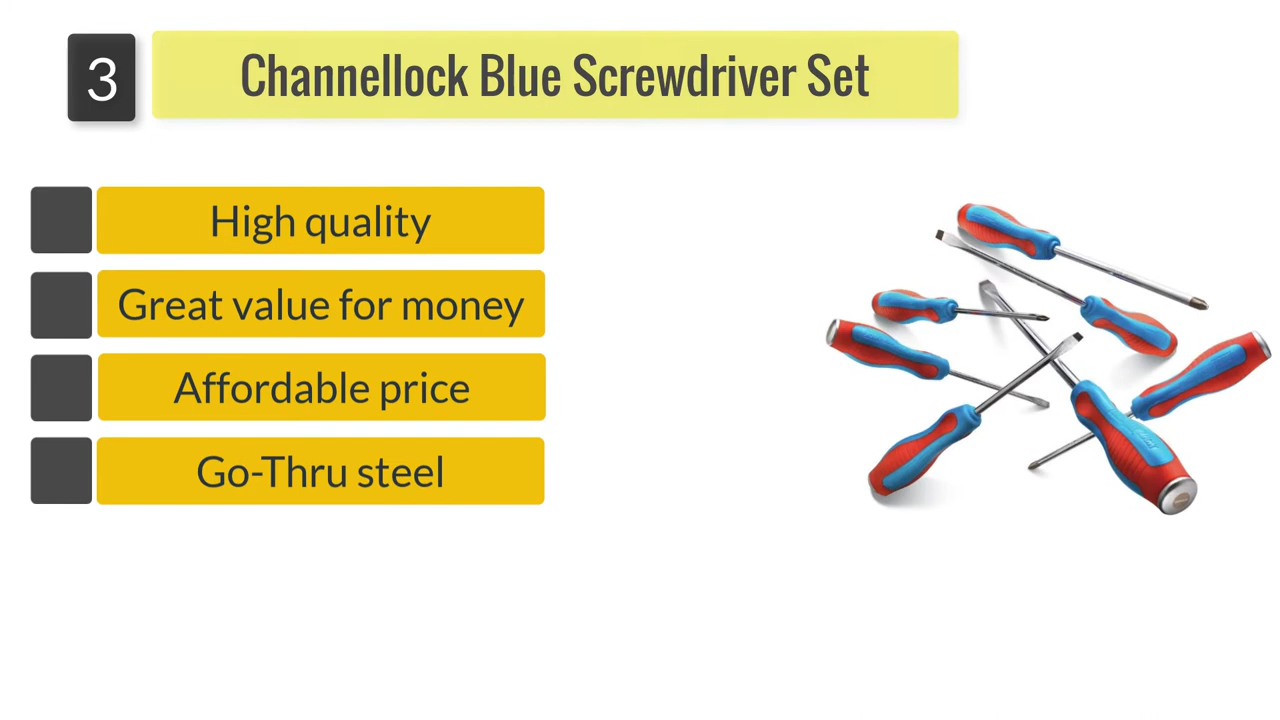 3
Channellock Blue Screwdriver Set
High quality
Great value for money
Affordable price
Go-Thru steel